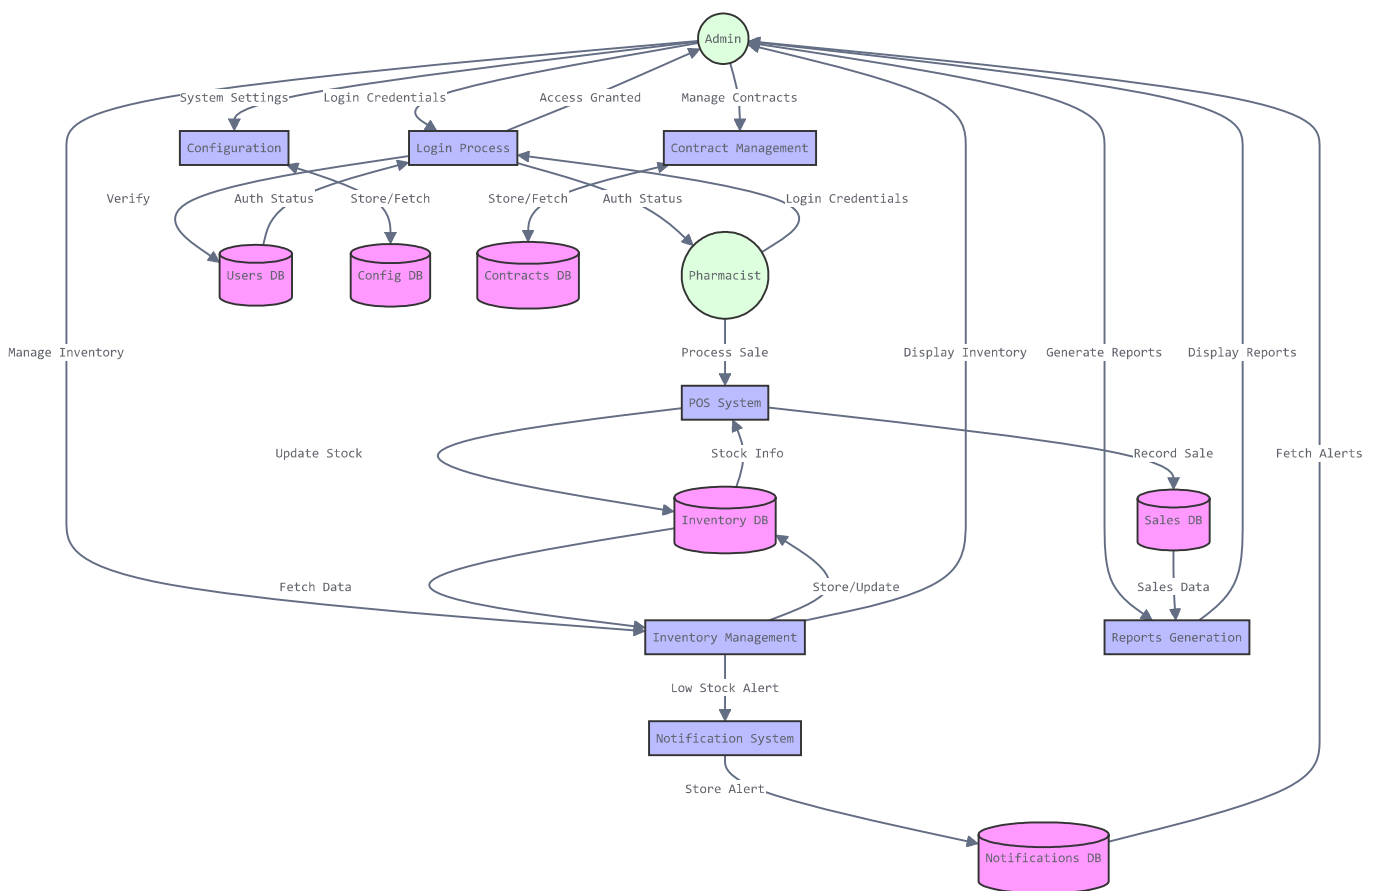 Admin
System Settings
Login Credentials
Access Granted
Manage Contracts
Configuration
Login Process
Contract Management
Verify
Auth Status
Store/Fetch
Store/Fetch
Auth Status
Login Credentials
Users DB
Config DB
Contracts DB
Pharmacist
Manage Inventory
Process Sale
Display Inventory
Generate Reports
Display Reports
POS System
Update Stock
Stock Info
Record Sale
Fetch Alerts
Inventory DB
Sales DB
Fetch Data
Store/Update
Sales Data
Inventory Management
Reports Generation
Low Stock Alert
Notification System
Store Alert
Notifications DB